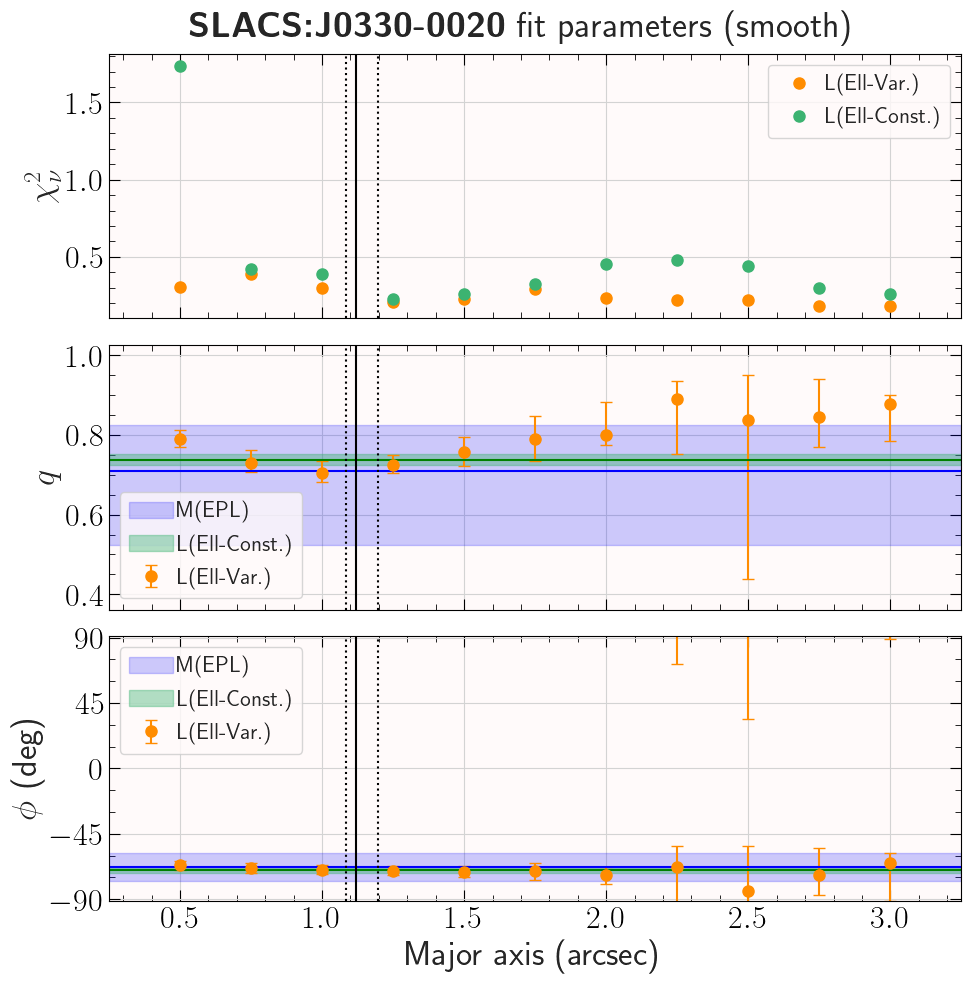 SLACS:J0330-0020 fit parameters (smooth)
1.5
1.0
0.5
χ²ᵥ
L(Ell-Var.)
L(Ell-Const.)
1.0
0.8
0.6
0.4
q
M(EPL)
L(Ell-Const.)
L(Ell-Var.)
90
45
0
−45
−90
ϕ (deg)
M(EPL)
L(Ell-Const.)
L(Ell-Var.)
0.5 1.0 1.5 2.0 2.5 3.0
Major axis (arcsec)